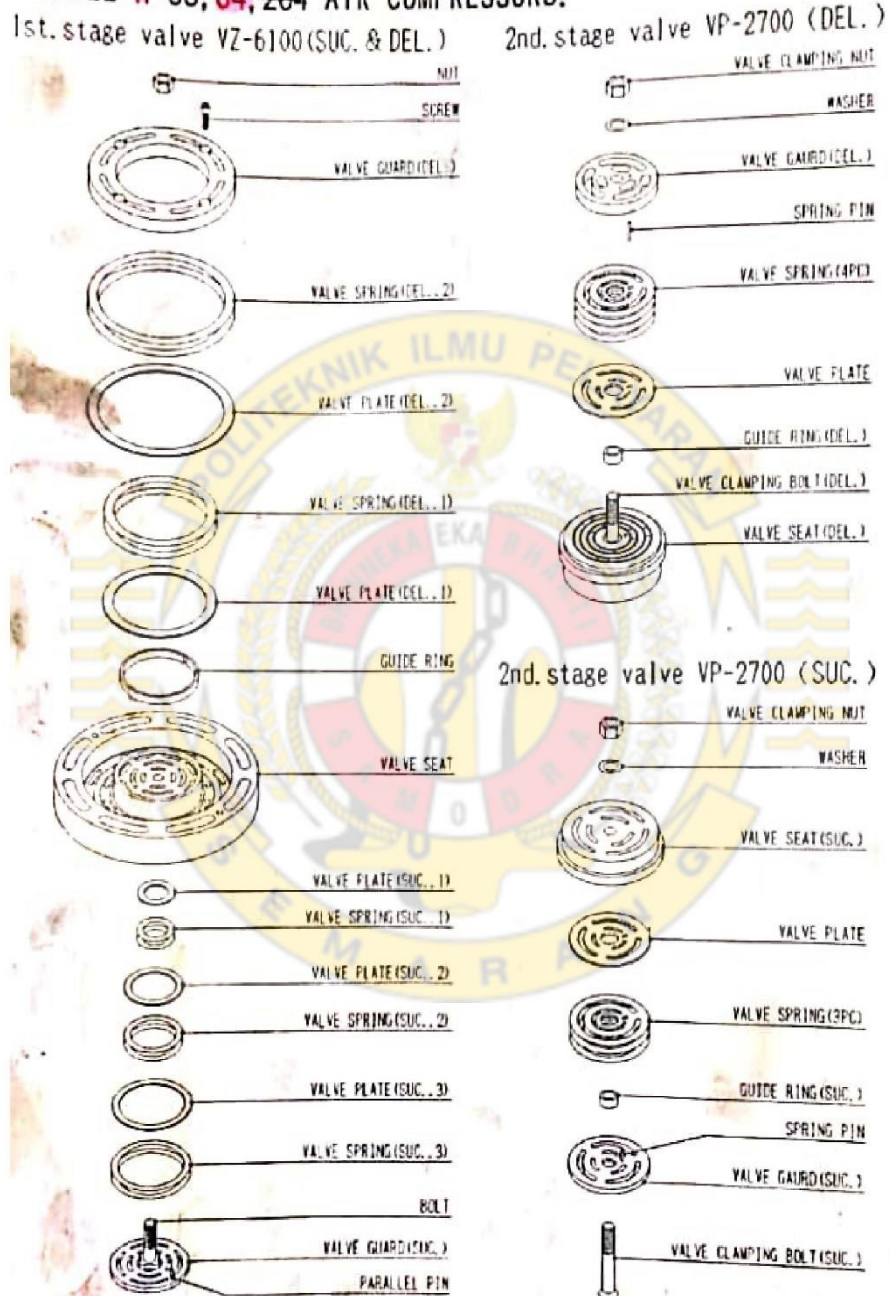 AIR COMPRESSORS.
1st. stage valve VZ-6100 (SUC. & DEL.)
NUT
SCREW
VALVE GUARD (DEL.)
VALVE SPRING (DEL..2)
VALVE PLATE (DEL..2)
VALVE SPRING (DEL..1)
VALVE PLATE (DEL..1)
GUIDE RING
VALVE SEAT
VALVE PLATE (SUC..1)
VALVE SPRING (SUC..1)
VALVE PLATE (SUC..2)
VALVE SPRING (SUC..2)
VALVE PLATE (SUC..3)
VALVE SPRING (SUC..3)
BOLT
VALVE GUARD (SUC.)
PARALLEL PIN
2nd. stage valve VP-2700 (DEL.)
VALVE CLAMPING NUT
WASHER
VALVE GAURD (DEL.)
SPRING PIN
VALVE SPRING (4PC)
VALVE PLATE
GUIDE RING (DEL.)
VALVE CLAMPING BOLT (DEL.)
VALVE SEAT (DEL.)
2nd. stage valve VP-2700 (SUC.)
VALVE CLAMPING NUT
WASHER
VALVE SEAT (SUC.)
VALVE PLATE
VALVE SPRING (3PC)
GUIDE RING (SUC.)
SPRING PIN
VALVE GAURD (SUC.)
VALVE CLAMPING BOLT (SUC.)
POLITEKNIK ILMU PELAYARAN
BHINNEKA EKA BHAKTI
SAMODRA
SEMARANG